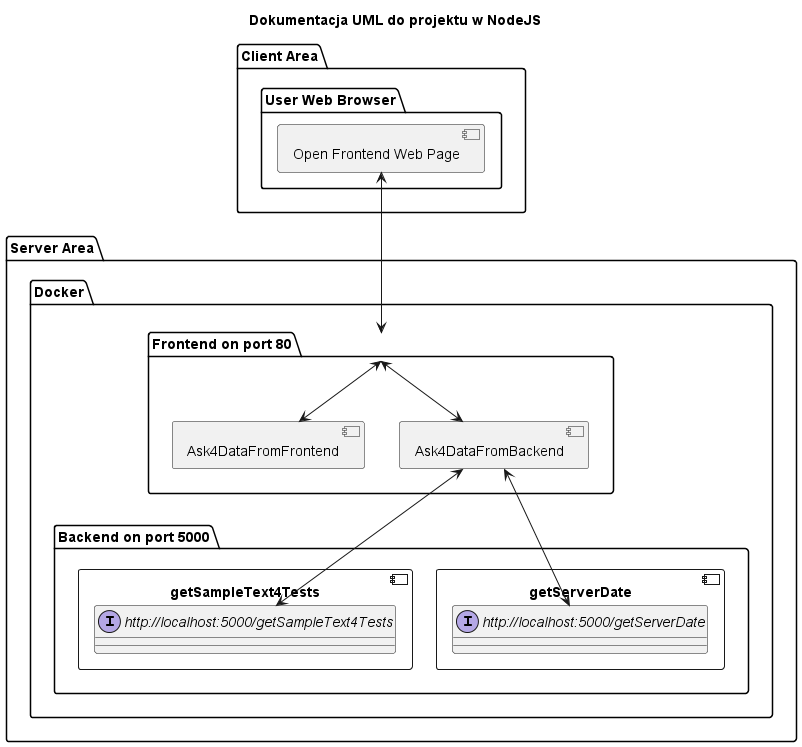 Dokumentacja UML do projektu w NodeJS
Client Area
User Web Browser
Open Frontend Web Page
Server Area
Docker
Frontend on port 80
Ask4DataFromFrontend
Ask4DataFromBackend
Backend on port 5000
getSampleText4Tests
I http://localhost:5000/getSampleText4Tests
getServerDate
I http://localhost:5000/getServerDate